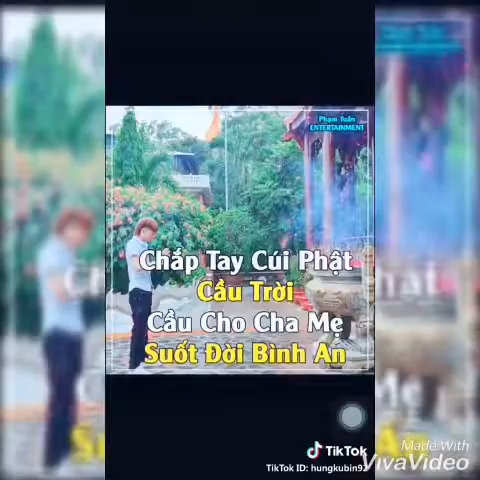 Phạm Tuấn
ENTERTAINMENT
Chắp Tay Cúi Phật
Cầu Trời
Cầu Cho Cha Mẹ
Suốt Đời Bình An
TikTok
TikTok ID: hungkubin92
Made With
VivaVideo